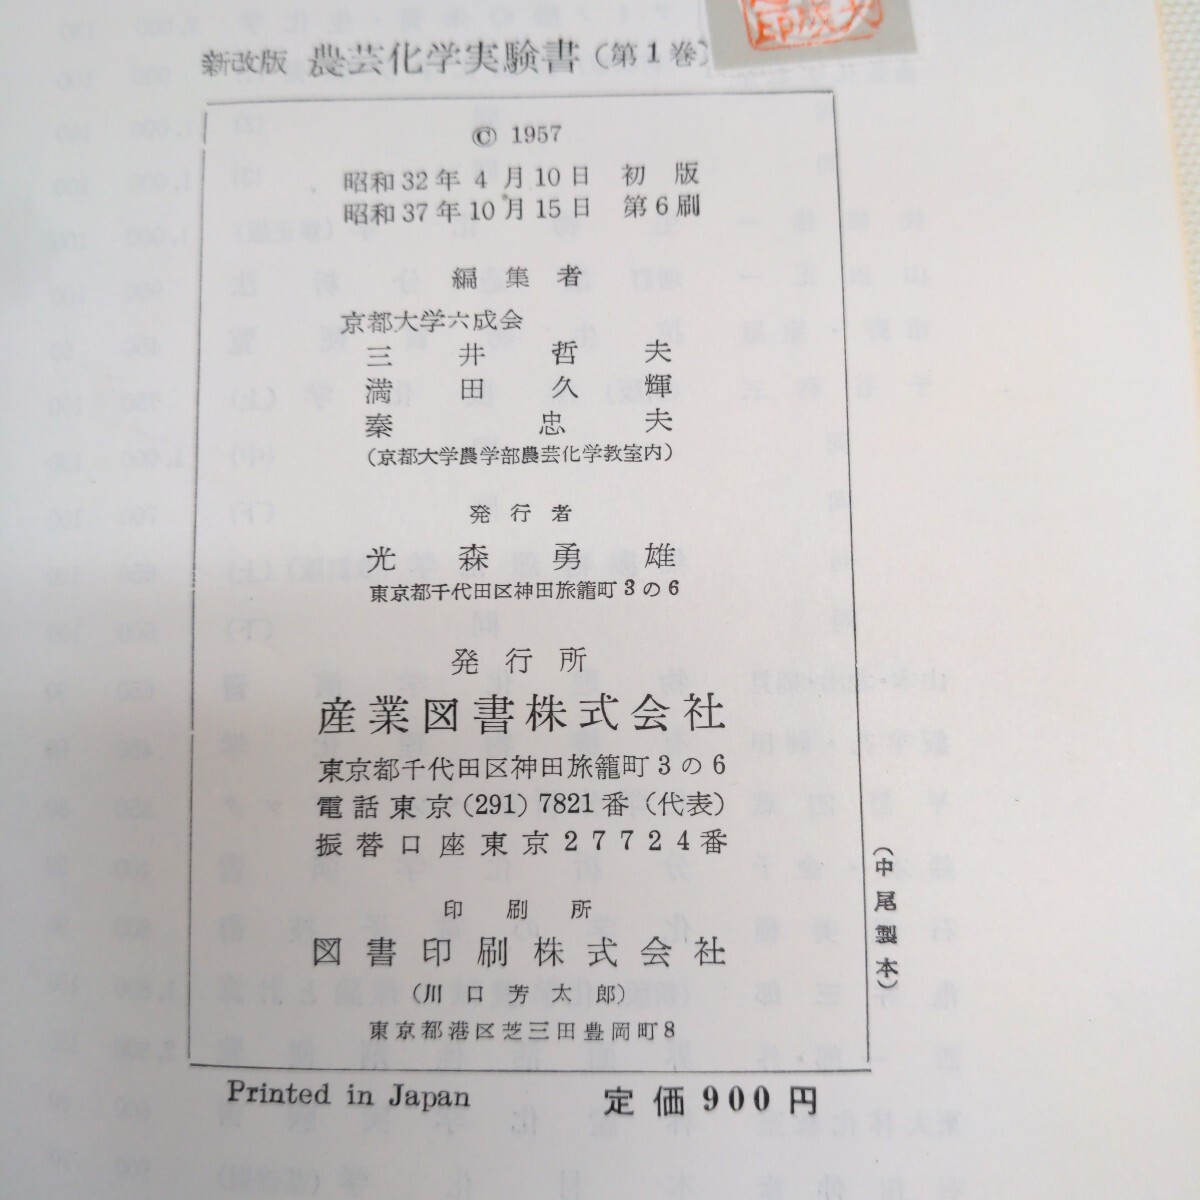 新改版 農芸化学実験書(第1巻)
© 1957
昭和32年4月10日 初版
昭和37年10月15日 第6刷
編集者
京都大学六成会
三井哲夫
満田久輝
秦忠夫
(京都大学農学部農芸化学教室内)
発行者
光森勇雄
東京都千代田区神田旅籠町3の6
発行所
産業図書株式会社
東京都千代田区神田旅籠町3の6
電話東京(291)7821番(代表)
振替口座東京27724番
印刷所
図書印刷株式会社
(川口芳太郎)
東京都港区芝三田豊岡町8
(中尾製本)
Printed in Japan
定価900円